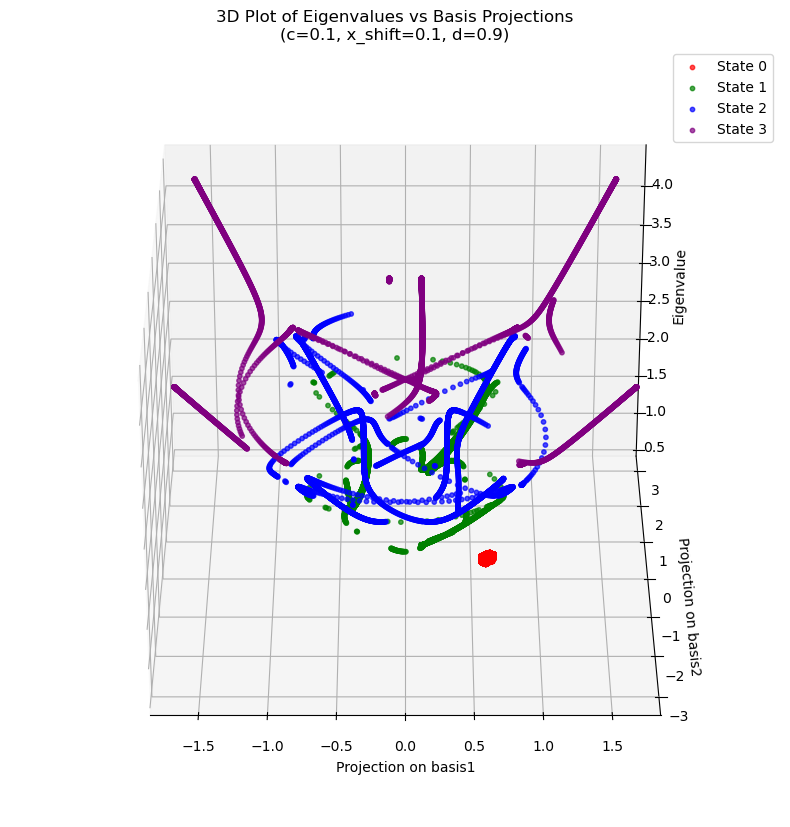 3D Plot of Eigenvalues vs Basis Projections
(c=0.1, x_shift=0.1, d=0.9)
State 0
State 1
State 2
State 3
4.0
3.5
3.0
2.5
2.0
1.5
1.0
0.5
Eigenvalue
3
2
1
0
−1
−2
−3
Projection on basis2
−1.5 −1.0 −0.5 0.0 0.5 1.0 1.5
Projection on basis1